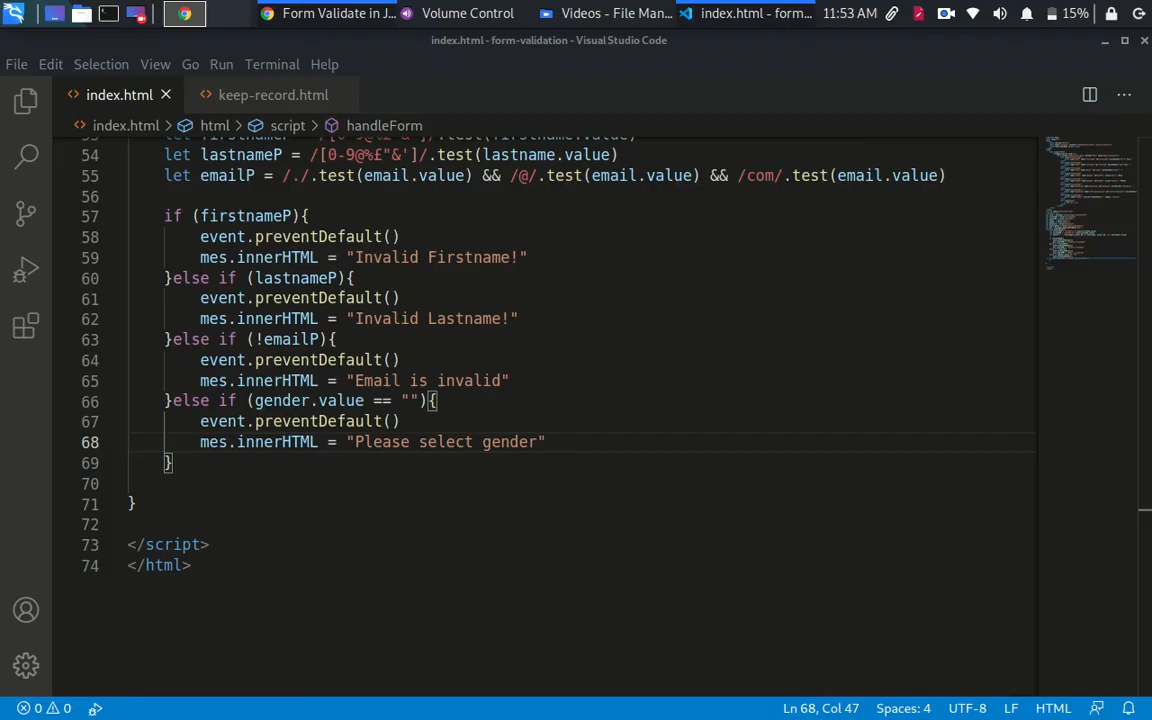 Form Validate in J...
Volume Control
Videos - File Man...
index.html - form...
11:53 AM
15%
index.html - form-validation - Visual Studio Code
File Edit Selection View Go Run Terminal Help
index.html
keep-record.html
index.html > html > script > handleForm
54 let lastnameP = /[0-9@%£"&']/.test(lastname.value)
55 let emailP = /./.test(email.value) && /@/.test(email.value) && /com/.test(email.value)
56
57 if (firstnameP){
58 event.preventDefault()
59 mes.innerHTML = "Invalid Firstname!"
60 }else if (lastnameP){
61 event.preventDefault()
62 mes.innerHTML = "Invalid Lastname!"
63 }else if (!emailP){
64 event.preventDefault()
65 mes.innerHTML = "Email is invalid"
66 }else if (gender.value == ""){
67 event.preventDefault()
68 mes.innerHTML = "Please select gender"
69 }
70
71 }
72
73 </script>
74 </html>
0 0
Ln 68, Col 47 Spaces: 4 UTF-8 LF HTML